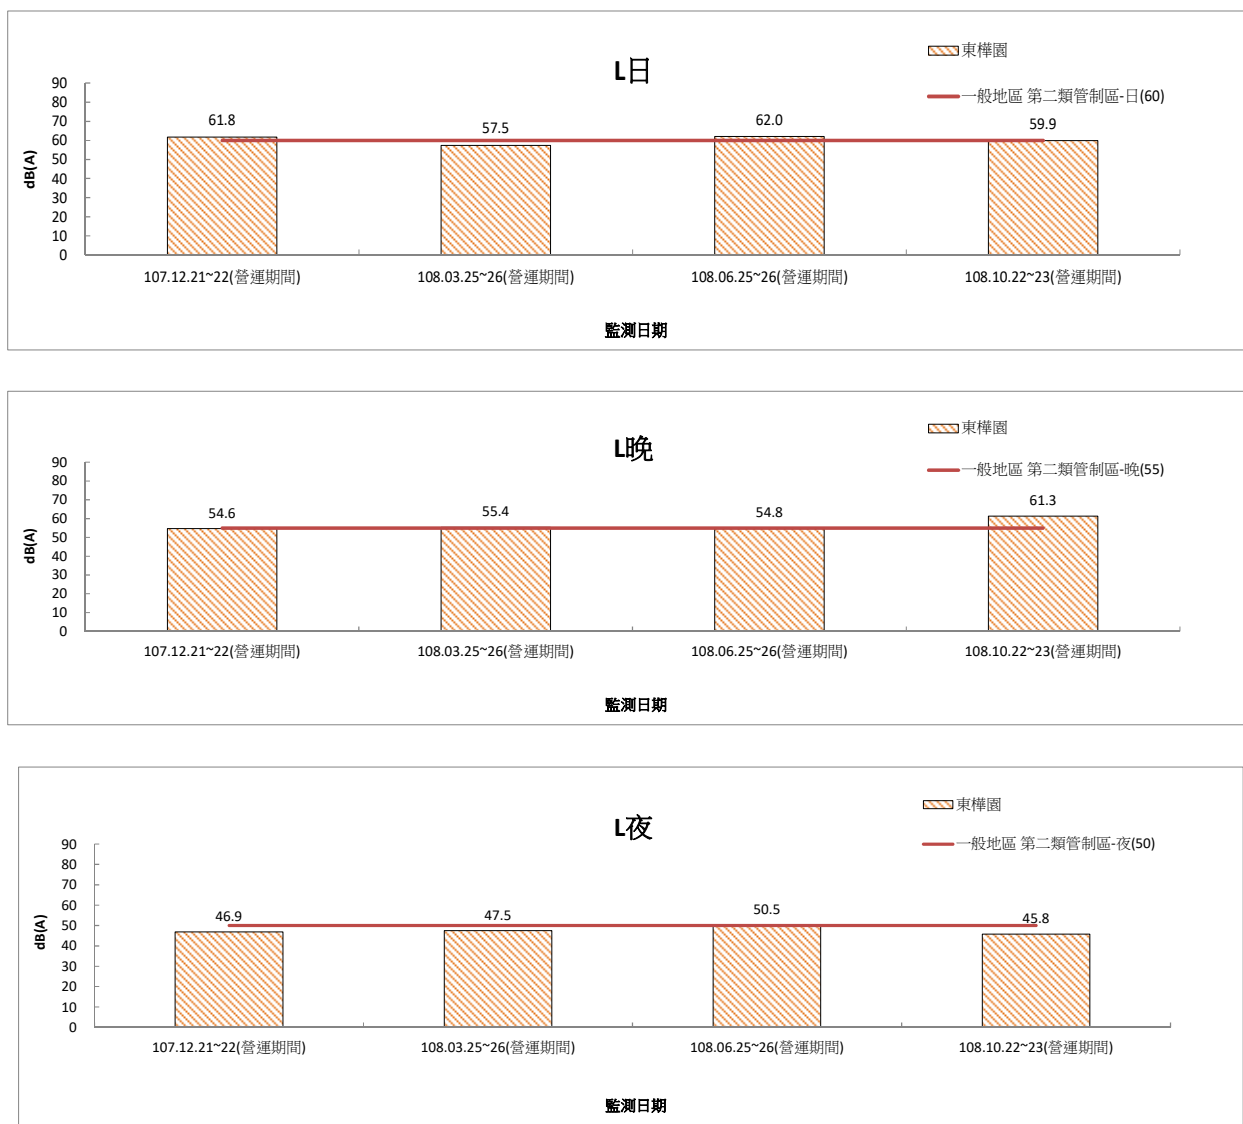 L日
東樺園
一般地區 第二類管制區-日(60)
dB(A)
90
80
70
60
50
40
30
20
10
0
61.8
57.5
62.0
59.9
107.12.21~22(營運期間)
108.03.25~26(營運期間)
108.06.25~26(營運期間)
108.10.22~23(營運期間)
監測日期
L晚
東樺園
一般地區 第二類管制區-晚(55)
dB(A)
90
80
70
60
50
40
30
20
10
0
54.6
55.4
54.8
61.3
107.12.21~22(營運期間)
108.03.25~26(營運期間)
108.06.25~26(營運期間)
108.10.22~23(營運期間)
監測日期
L夜
東樺園
一般地區 第二類管制區-夜(50)
dB(A)
90
80
70
60
50
40
30
20
10
0
46.9
47.5
50.5
45.8
107.12.21~22(營運期間)
108.03.25~26(營運期間)
108.06.25~26(營運期間)
108.10.22~23(營運期間)
監測日期